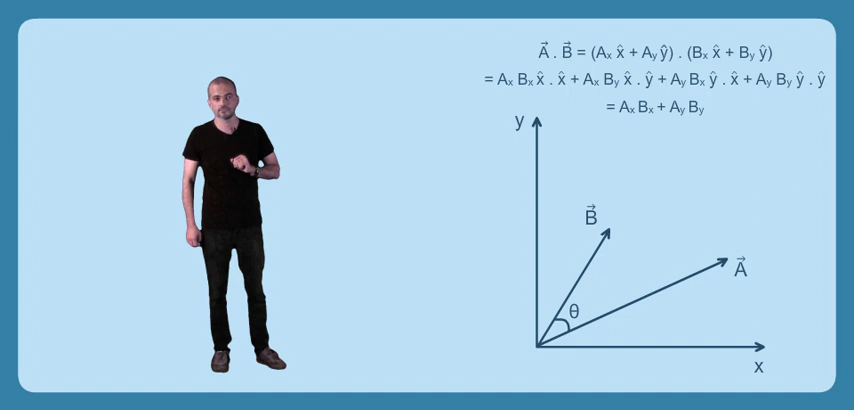 A⃗ . B⃗ = (Aₓ x̂ + Aᵧ ŷ) . (Bₓ x̂ + Bᵧ ŷ)
= Aₓ Bₓ x̂ . x̂ + Aₓ Bᵧ x̂ . ŷ + Aᵧ Bₓ ŷ . x̂ + Aᵧ Bᵧ ŷ . ŷ
= Aₓ Bₓ + Aᵧ Bᵧ
y
B⃗
A⃗
θ
x